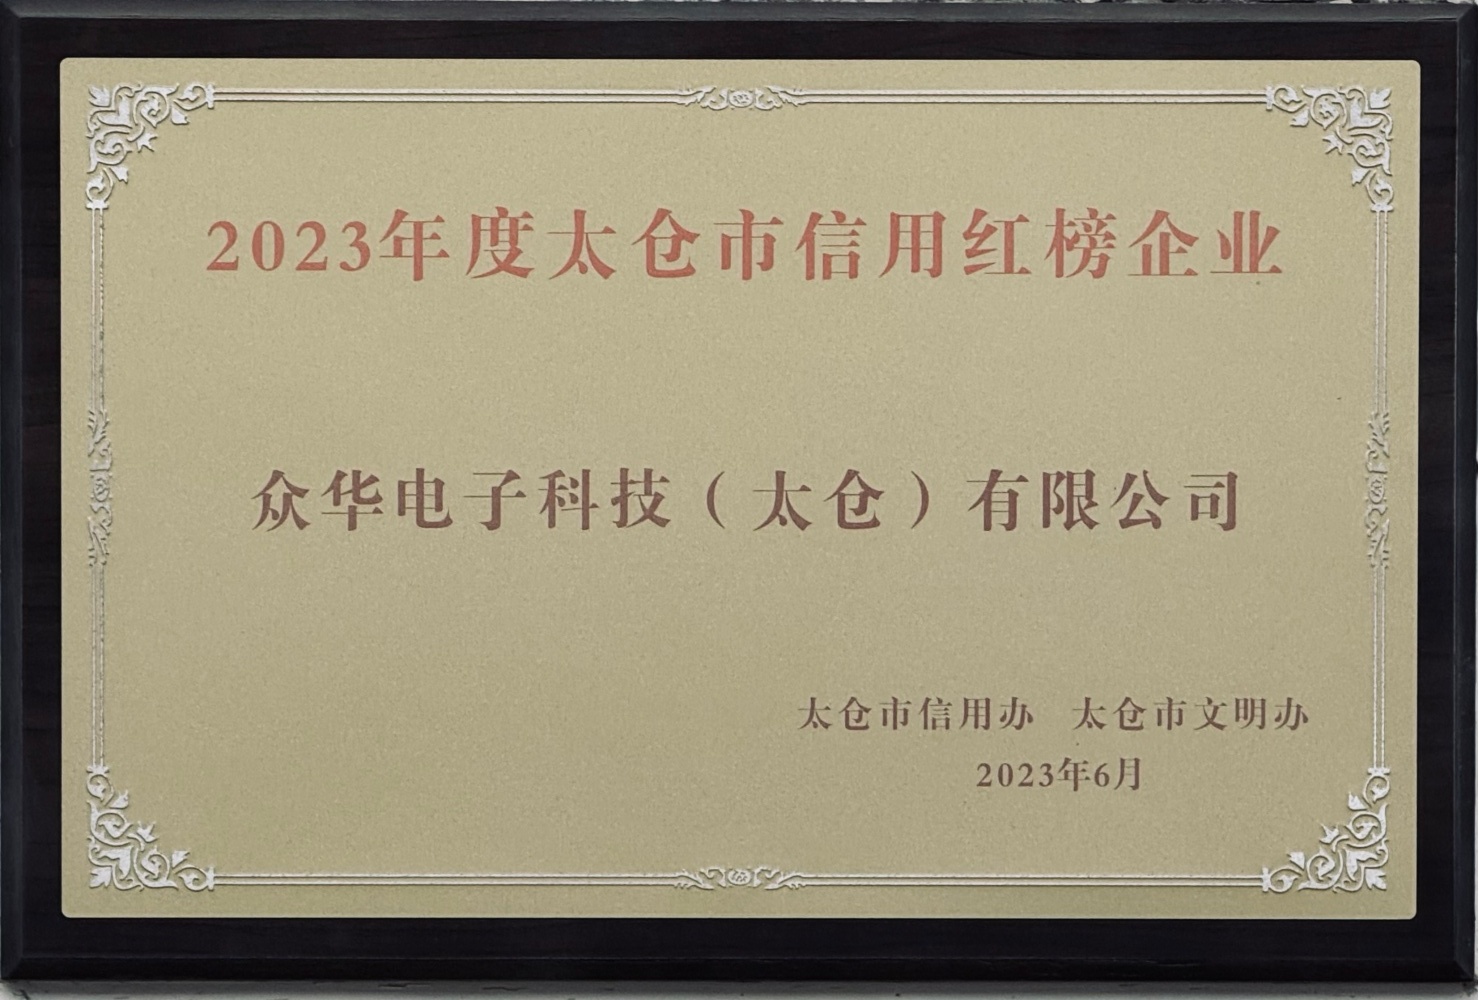 2023年度太仓市信用红榜企业
众华电子科技（太仓）有限公司
太仓市信用办 太仓市文明办
2023年6月